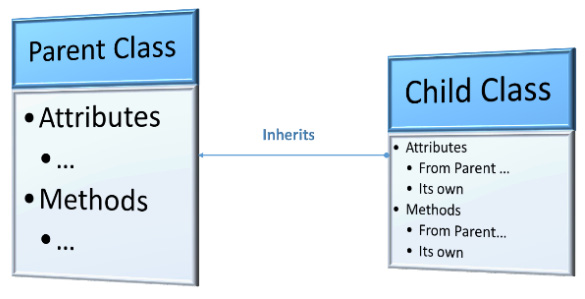 Parent Class
• Attributes
• ...
• Methods
• ...
Inherits
Child Class
• Attributes
• From Parent ...
• Its own
• Methods
• From Parent...
• Its own